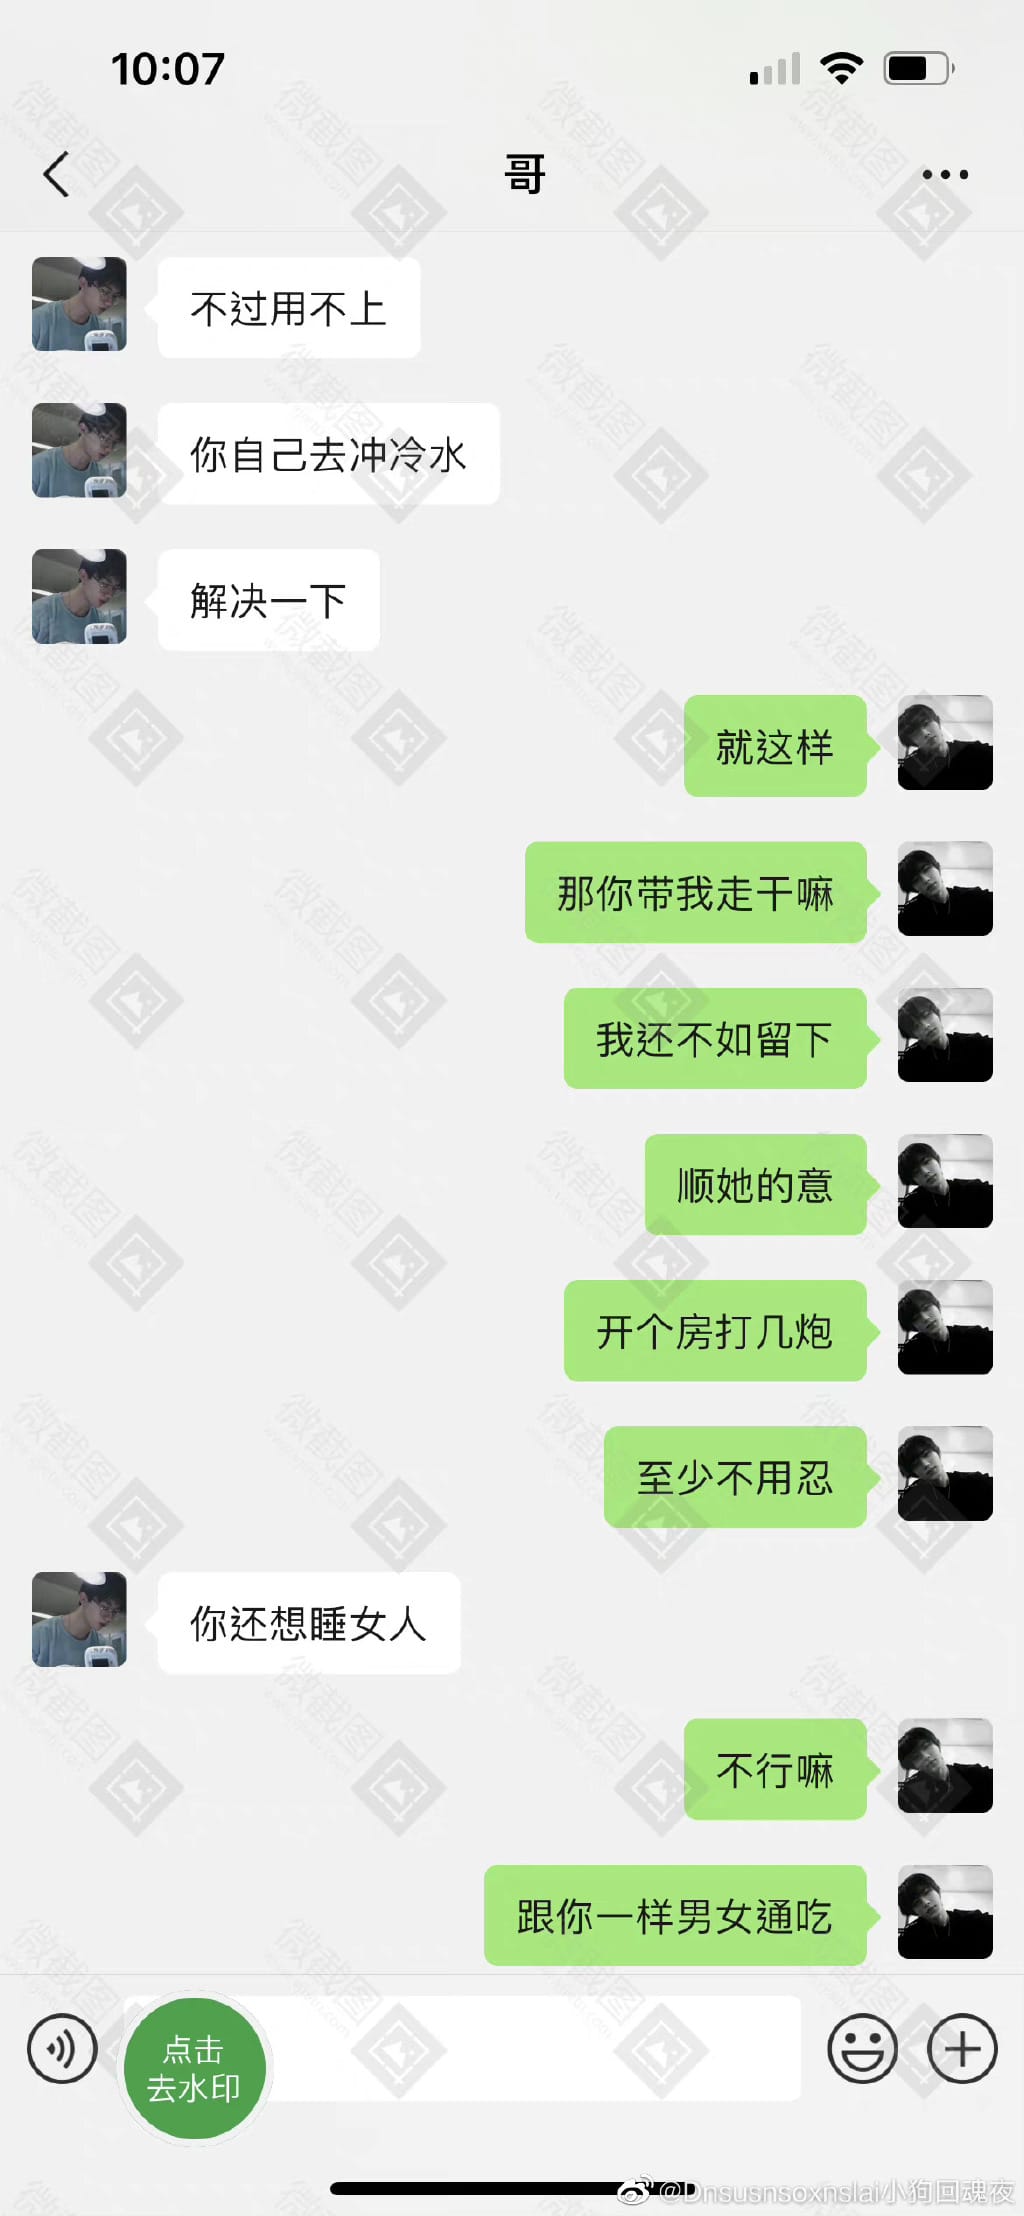 10:07
哥
不过用不上
你自己去冲冷水
解决一下
就这样
那你带我走干嘛
我还不如留下
顺她的意
开个房打几炮
至少不用忍
你还想睡女人
不行嘛
跟你一样男女通吃
点击
去水印
微截图
@Dnsusnsoxnslai小狗回魂夜